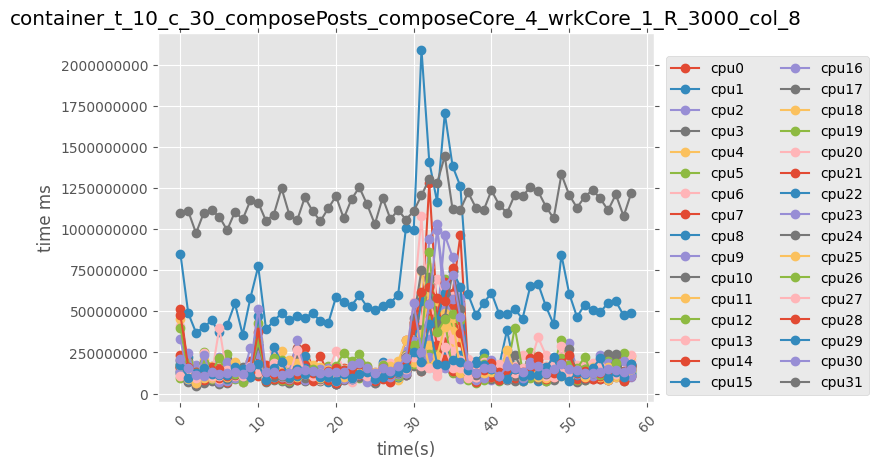 container_t_10_c_30_composePosts_composeCore_4_wrkCore_1_R_3000_col_8
time ms
2000000000
1750000000
1500000000
1250000000
1000000000
750000000
500000000
250000000
0
0
10
20
30
40
50
60
time(s)
cpu0
cpu1
cpu2
cpu3
cpu4
cpu5
cpu6
cpu7
cpu8
cpu9
cpu10
cpu11
cpu12
cpu13
cpu14
cpu15
cpu16
cpu17
cpu18
cpu19
cpu20
cpu21
cpu22
cpu23
cpu24
cpu25
cpu26
cpu27
cpu28
cpu29
cpu30
cpu31